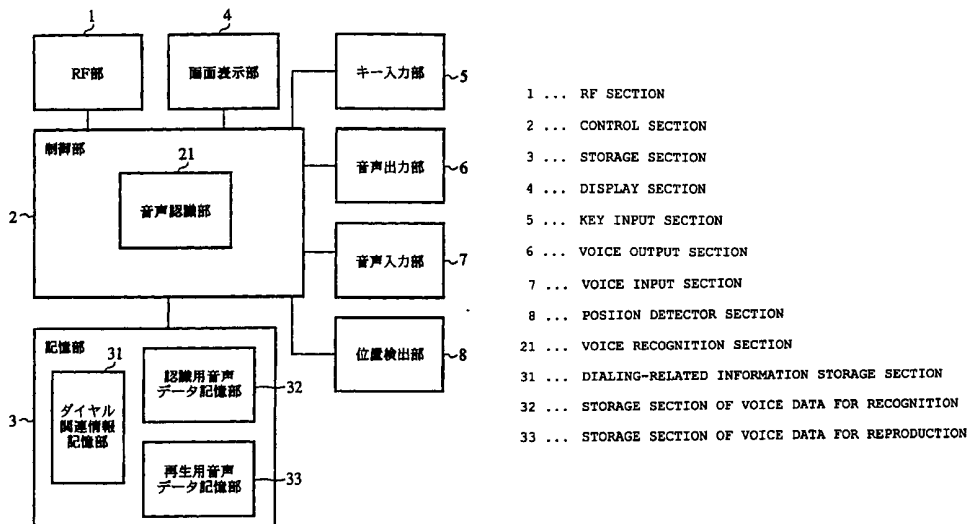 1
4
RF部
画面表示部
キー入力部
5
制御部
21
音声認識部
2
音声出力部
6
音声入力部
7
位置検出部
8
記憶部
31
ダイヤル
関連情報
記憶部
3
認識用音声
データ記憶部
32
再生用音声
データ記憶部
33
1 ... RF SECTION
2 ... CONTROL SECTION
3 ... STORAGE SECTION
4 ... DISPLAY SECTION
5 ... KEY INPUT SECTION
6 ... VOICE OUTPUT SECTION
7 ... VOICE INPUT SECTION
8 ... POSIION DETECTOR SECTION
21 ... VOICE RECOGNITION SECTION
31 ... DIALING-RELATED INFORMATION STORAGE SECTION
32 ... STORAGE SECTION OF VOICE DATA FOR RECOGNITION
33 ... STORAGE SECTION OF VOICE DATA FOR REPRODUCTION